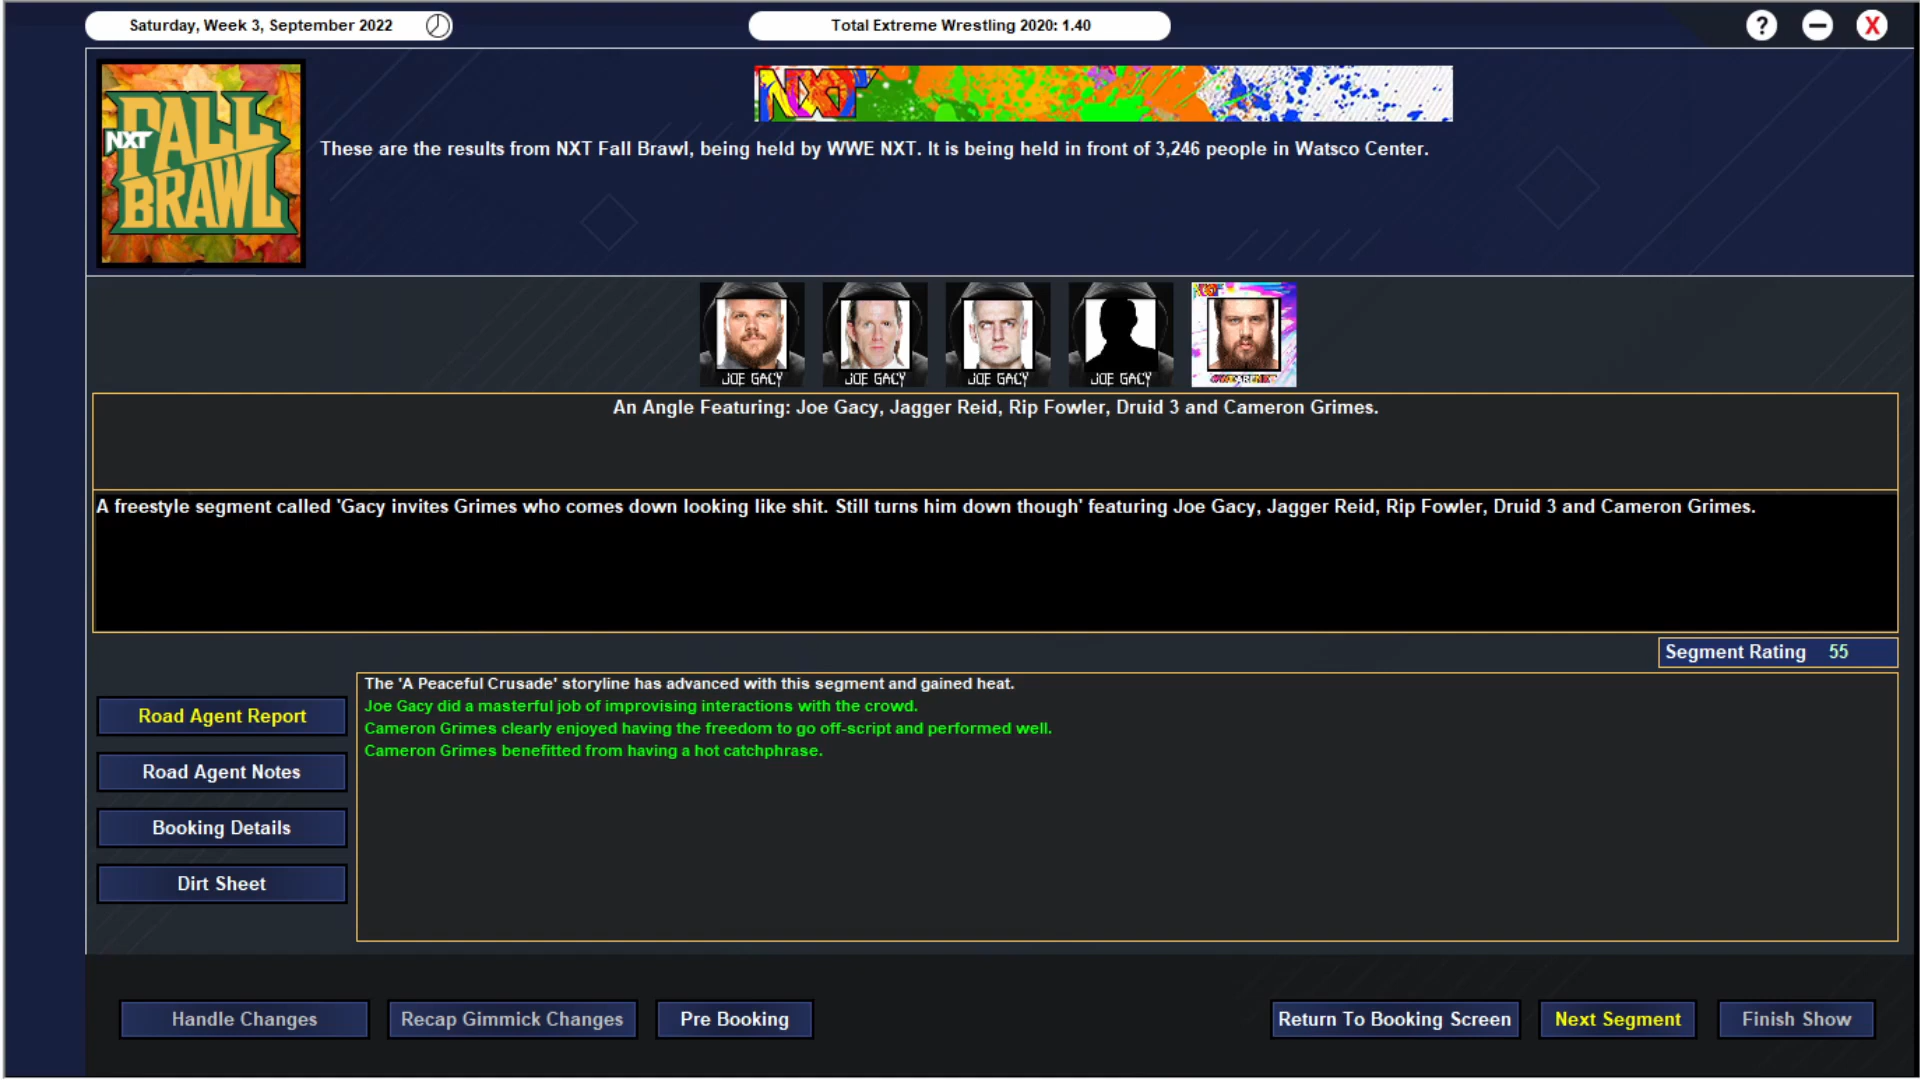 Saturday, Week 3, September 2022
Total Extreme Wrestling 2020: 1.40
?
X
NXT
FALL
BRAWL
NXT
These are the results from NXT Fall Brawl, being held by WWE NXT. It is being held in front of 3,246 people in Watsco Center.
JOE GACY
JOE GACY
JOE GACY
JOE GACY
An Angle Featuring: Joe Gacy, Jagger Reid, Rip Fowler, Druid 3 and Cameron Grimes.
A freestyle segment called 'Gacy invites Grimes who comes down looking like shit. Still turns him down though' featuring Joe Gacy, Jagger Reid, Rip Fowler, Druid 3 and Cameron Grimes.
Segment Rating 55
The 'A Peaceful Crusade' storyline has advanced with this segment and gained heat.
Joe Gacy did a masterful job of improvising interactions with the crowd.
Cameron Grimes clearly enjoyed having the freedom to go off-script and performed well.
Cameron Grimes benefitted from having a hot catchphrase.
Road Agent Report
Road Agent Notes
Booking Details
Dirt Sheet
Handle Changes
Recap Gimmick Changes
Pre Booking
Return To Booking Screen
Next Segment
Finish Show